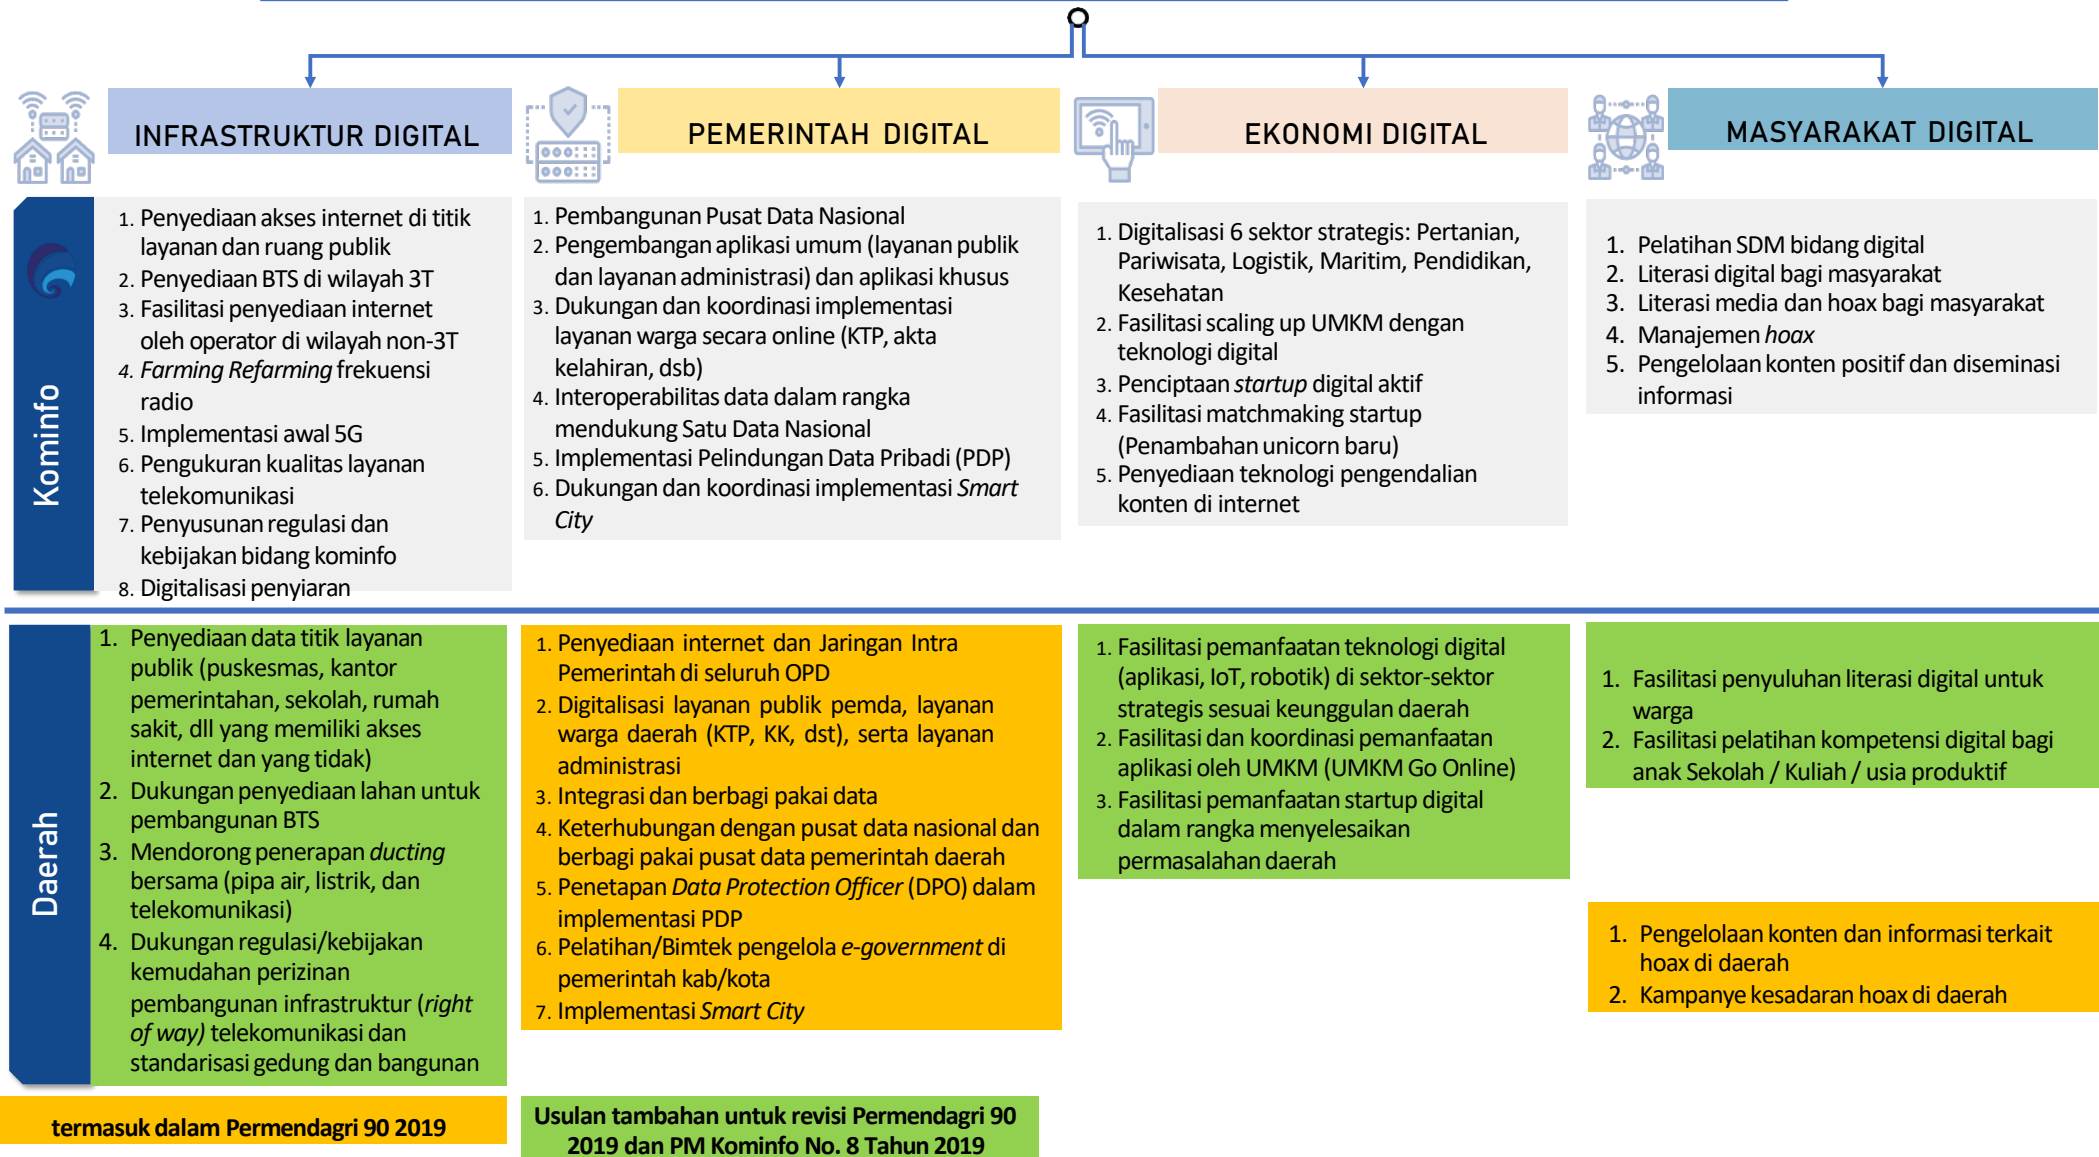 INFRASTRUKTUR DIGITAL
PEMERINTAH DIGITAL
EKONOMI DIGITAL
MASYARAKAT DIGITAL
Kominfo
1. Penyediaan akses internet di titik
layanan dan ruang publik
2. Penyediaan BTS di wilayah 3T
3. Fasilitasi penyediaan internet
oleh operator di wilayah non-3T
4. Farming Refarming frekuensi
radio
5. Implementasi awal 5G
6. Pengukuran kualitas layanan
telekomunikasi
7. Penyusunan regulasi dan
kebijakan bidang kominfo
8. Digitalisasi penyiaran
1. Pembangunan Pusat Data Nasional
2. Pengembangan aplikasi umum (layanan publik
dan layanan administrasi) dan aplikasi khusus
3. Dukungan dan koordinasi implementasi
layanan warga secara online (KTP, akta
kelahiran, dsb)
4. Interoperabilitas data dalam rangka
mendukung Satu Data Nasional
5. Implementasi Pelindungan Data Pribadi (PDP)
6. Dukungan dan koordinasi implementasi Smart
City
1. Digitalisasi 6 sektor strategis: Pertanian,
Pariwisata, Logistik, Maritim, Pendidikan,
Kesehatan
2. Fasilitasi scaling up UMKM dengan
teknologi digital
3. Penciptaan startup digital aktif
4. Fasilitasi matchmaking startup
(Penambahan unicorn baru)
5. Penyediaan teknologi pengendalian
konten di internet
1. Pelatihan SDM bidang digital
2. Literasi digital bagi masyarakat
3. Literasi media dan hoax bagi masyarakat
4. Manajemen hoax
5. Pengelolaan konten positif dan diseminasi
informasi
Daerah
1. Penyediaan data titik layanan
publik (puskesmas, kantor
pemerintahan, sekolah, rumah
sakit, dll yang memiliki akses
internet dan yang tidak)
2. Dukungan penyediaan lahan untuk
pembangunan BTS
3. Mendorong penerapan ducting
bersama (pipa air, listrik, dan
telekomunikasi)
4. Dukungan regulasi/kebijakan
kemudahan perizinan
pembangunan infrastruktur (right
of way) telekomunikasi dan
standarisasi gedung dan bangunan
1. Penyediaan internet dan Jaringan Intra
Pemerintah di seluruh OPD
2. Digitalisasi layanan publik pemda, layanan
warga daerah (KTP, KK, dst), serta layanan
administrasi
3. Integrasi dan berbagi pakai data
4. Keterhubungan dengan pusat data nasional dan
berbagi pakai pusat data pemerintah daerah
5. Penetapan Data Protection Officer (DPO) dalam
implementasi PDP
6. Pelatihan/Bimtek pengelola e-government di
pemerintah kab/kota
7. Implementasi Smart City
1. Fasilitasi pemanfaatan teknologi digital
(aplikasi, IoT, robotik) di sektor-sektor
strategis sesuai keunggulan daerah
2. Fasilitasi dan koordinasi pemanfaatan
aplikasi oleh UMKM (UMKM Go Online)
3. Fasilitasi pemanfaatan startup digital
dalam rangka menyelesaikan
permasalahan daerah
1. Fasilitasi penyuluhan literasi digital untuk
warga
2. Fasilitasi pelatihan kompetensi digital bagi
anak Sekolah / Kuliah / usia produktif
1. Pengelolaan konten dan informasi terkait
hoax di daerah
2. Kampanye kesadaran hoax di daerah
termasuk dalam Permendagri 90 2019
Usulan tambahan untuk revisi Permendagri 90
2019 dan PM Kominfo No. 8 Tahun 2019